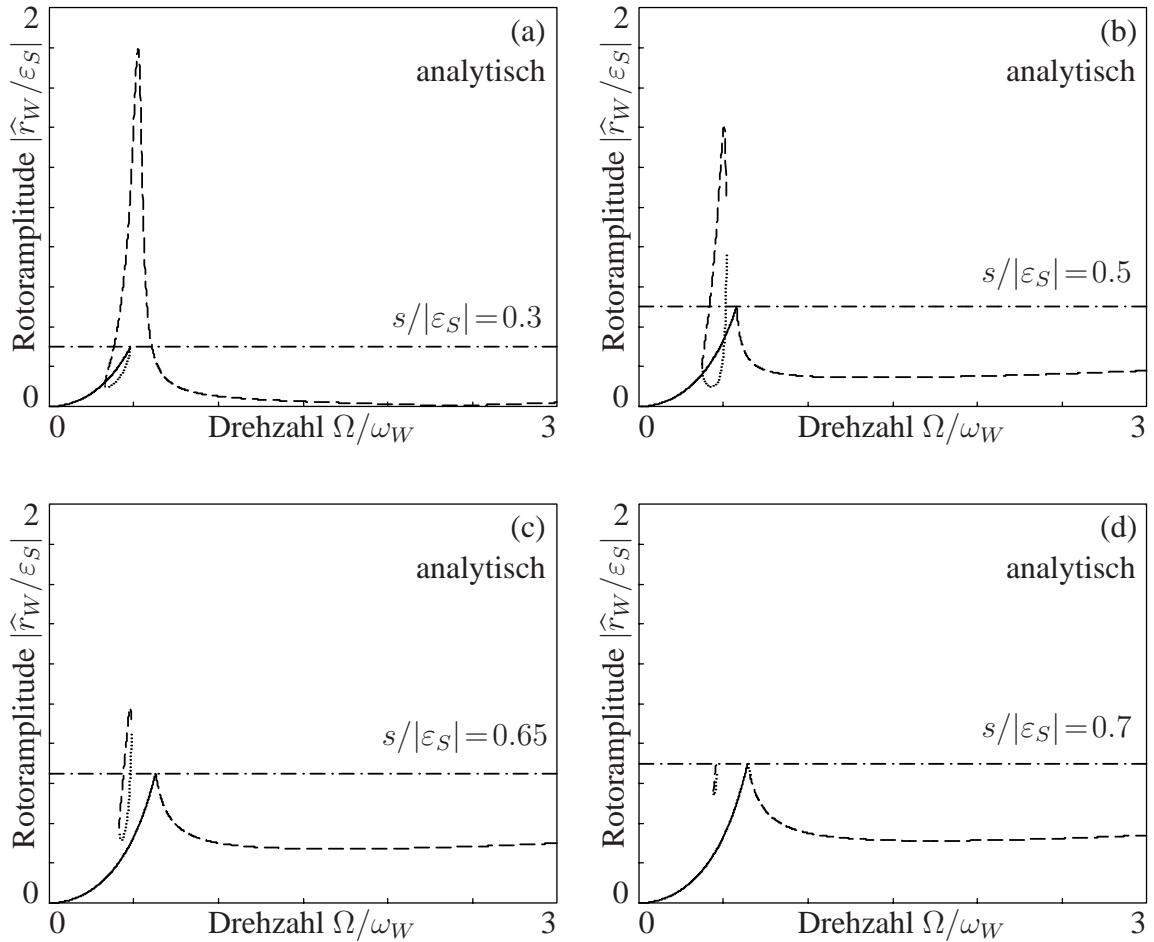 2
(a)
analytisch
Rotoramplitude |r̂_W/ε_S|
s/|ε_S| = 0.3
0
0
Drehzahl Ω/ω_W
3
2
(b)
analytisch
Rotoramplitude |r̂_W/ε_S|
s/|ε_S| = 0.5
0
0
Drehzahl Ω/ω_W
3
2
(c)
analytisch
Rotoramplitude |r̂_W/ε_S|
s/|ε_S| = 0.65
0
0
Drehzahl Ω/ω_W
3
2
(d)
analytisch
Rotoramplitude |r̂_W/ε_S|
s/|ε_S| = 0.7
0
0
Drehzahl Ω/ω_W
3